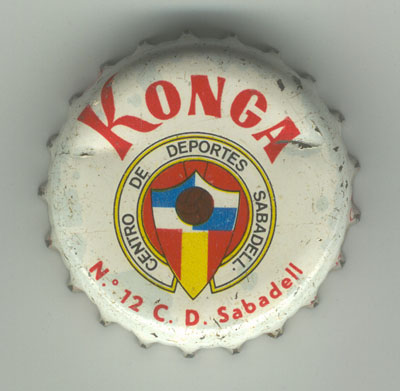 KONGA
CENTRO DE DEPORTES SABADELL.
N.º 12 C. D. Sabadell